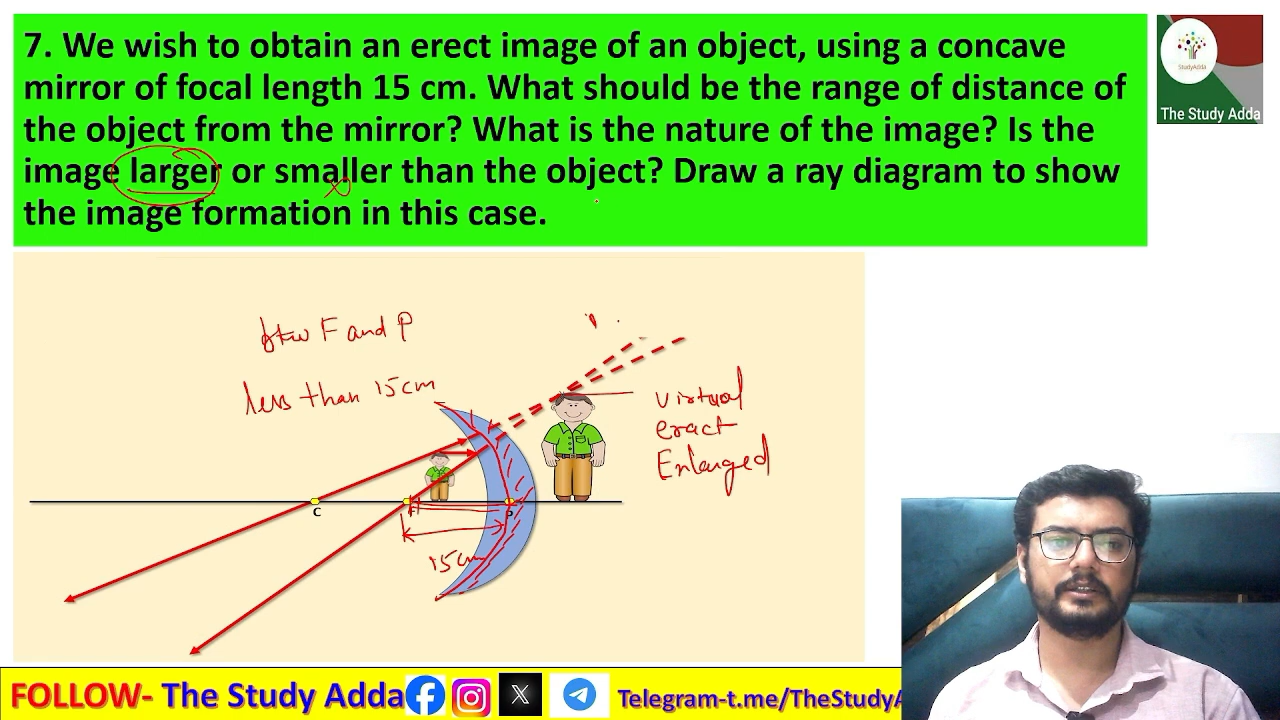 7. We wish to obtain an erect image of an object, using a concave
mirror of focal length 15 cm. What should be the range of distance of
the object from the mirror? What is the nature of the image? Is the
image larger or smaller than the object? Draw a ray diagram to show
the image formation in this case.
StudyAdda
The Study Adda
F and P
less than 15cm
virtual
eract
Enlarged
C
F
P
15cm
FOLLOW- The Study Adda
Telegram-t.me/TheStudyA